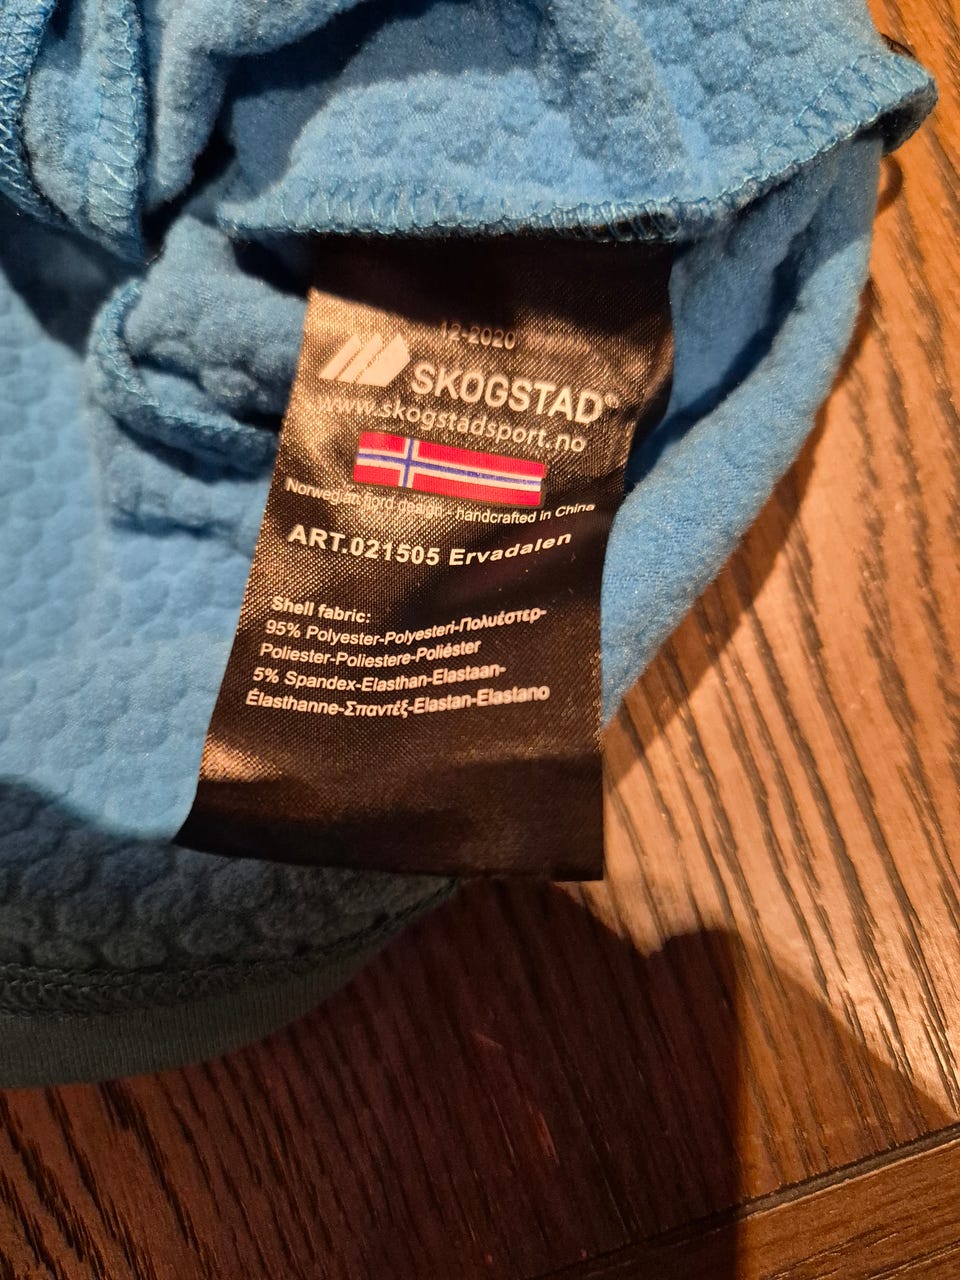 12-2020
SKOGSTAD®
www.skogstadsport.no
Norwegian fjord design - handcrafted in China
ART.021505 Ervadalen
Shell fabric:
95% Polyester-Polyesteri-Πολυέστερ-
Poliester-Poliestere-Poliéster
5% Spandex-Elasthan-Elastaan-
Élasthanne-Σπαντέξ-Elastan-Elastano